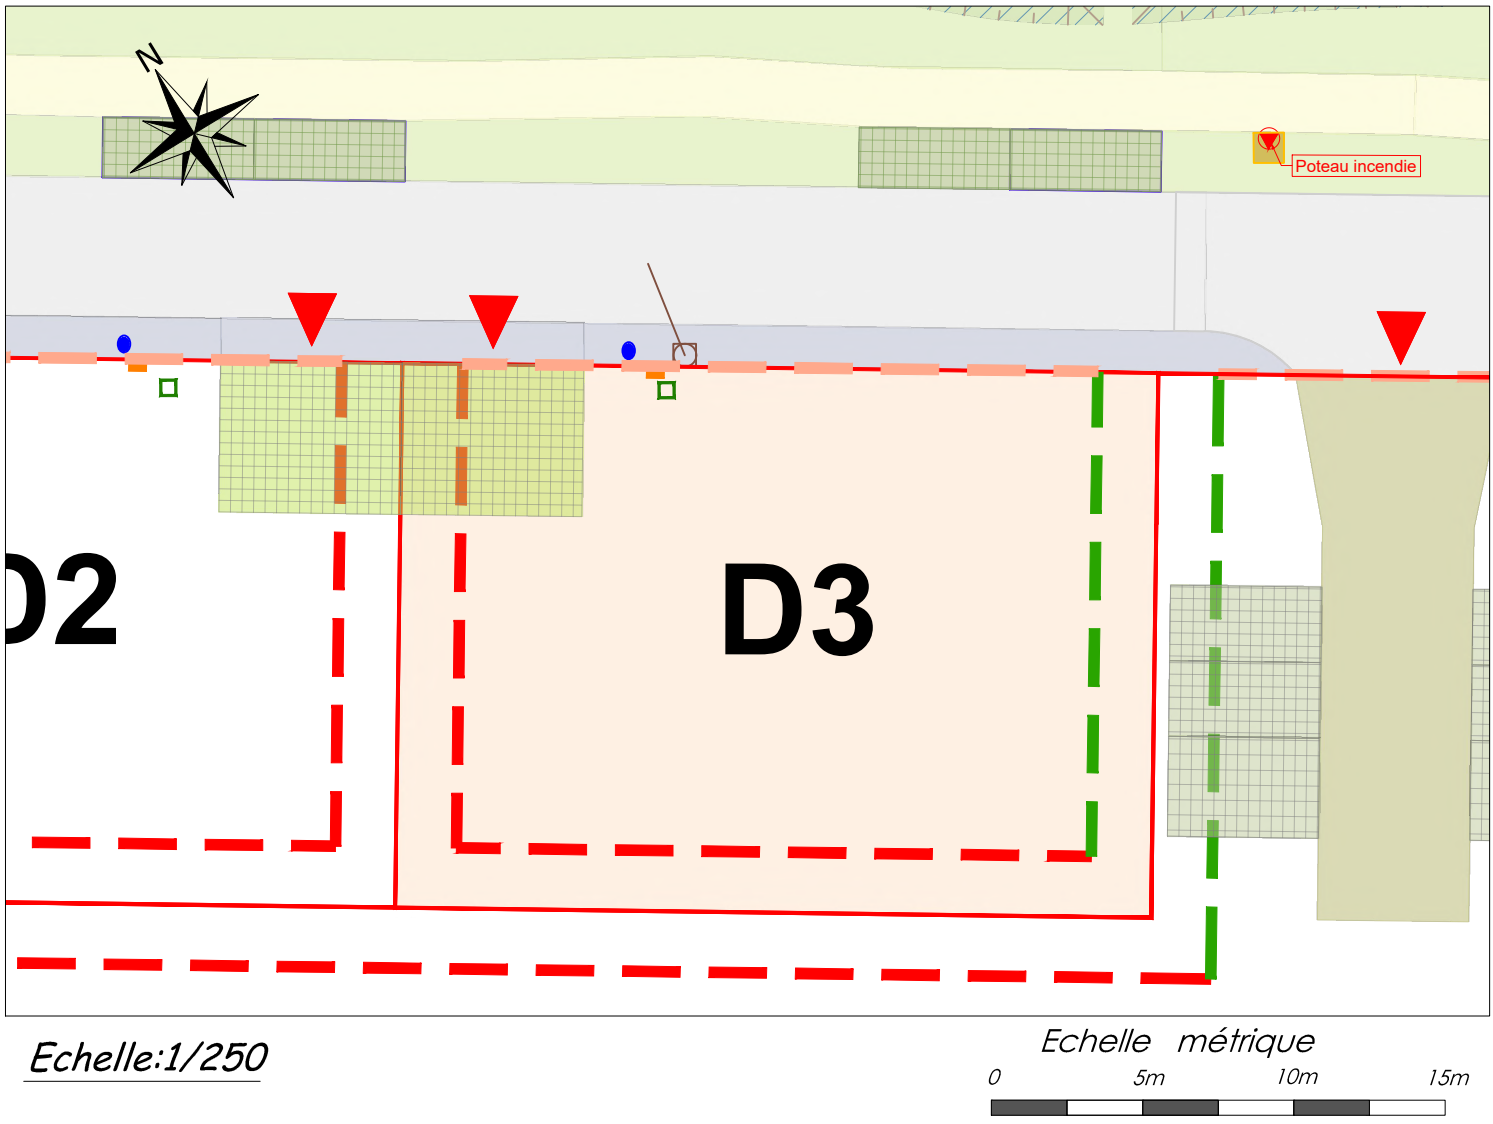 N
Poteau incendie
D2
D3
Echelle:1/250
Echelle métrique
0 5m 10m 15m